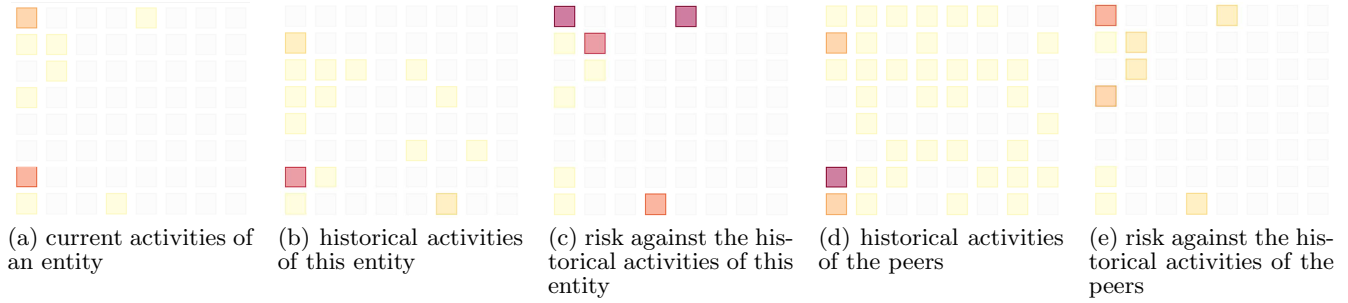 (a) current activities of
an entity
(b) historical activities
of this entity
(c) risk against the his-
torical activities of this
entity
(d) historical activities
of the peers
(e) risk against the his-
torical activities of the
peers